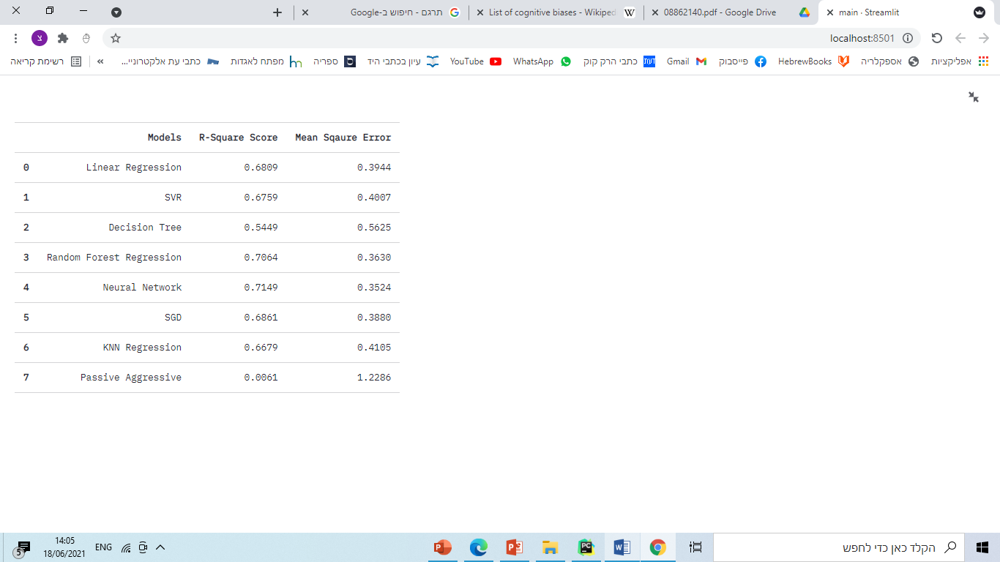 main · Streamlit
08862140.pdf - Google Drive
List of cognitive biases - Wikiped
תרגם - חיפוש ב-Google
localhost:8501
צ
אפליקציות
אספקלריה
HebrewBooks
פייסבוק
Gmail
דעת
כתבי הרק קוק
WhatsApp
YouTube
עיון בכתבי היד
ספריה
מפתח לאגדות
כתבי עת אלקטרוניי...
»
רשימת קריאה
Models R-Square Score Mean Sqaure Error
0 Linear Regression 0.6809 0.3944
1 SVR 0.6759 0.4007
2 Decision Tree 0.5449 0.5625
3 Random Forest Regression 0.7064 0.3630
4 Neural Network 0.7149 0.3524
5 SGD 0.6861 0.3880
6 KNN Regression 0.6679 0.4105
7 Passive Aggressive 0.0061 1.2286
הקלד כאן כדי לחפש
ENG
14:05
18/06/2021
5